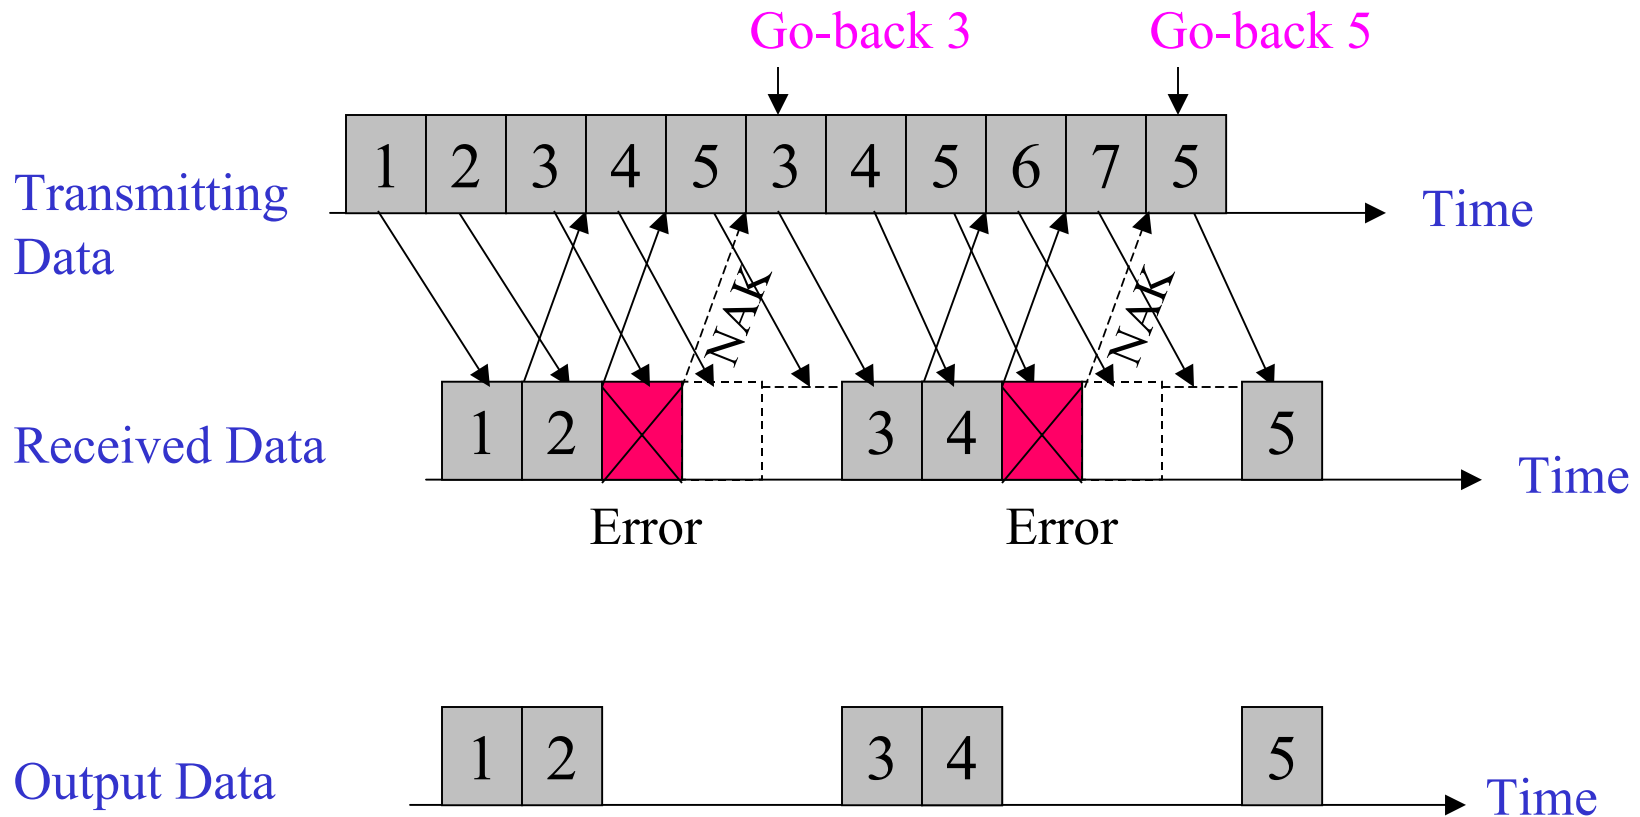 Go-back 3 Go-back 5
1 2 3 4 5 3 4 5 6 7 5
Transmitting
Data
Time
NAK NAK
1 2 3 4 5
Received Data
Time
Error Error
1 2 3 4 5
Output Data
Time